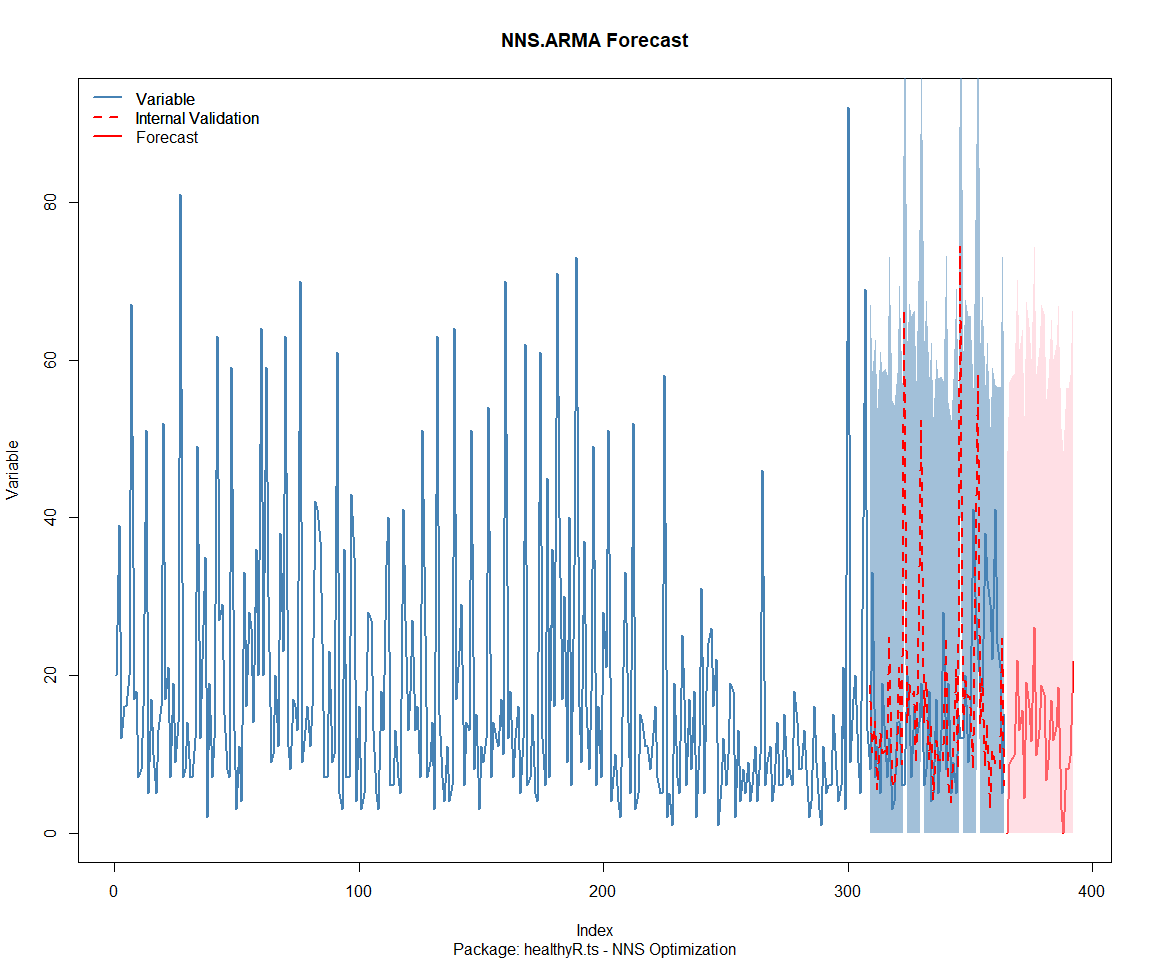 NNS.ARMA Forecast
Variable
Internal Validation
Forecast
80
60
40
20
0
Variable
0 100 200 300 400
Index
Package: healthyR.ts - NNS Optimization